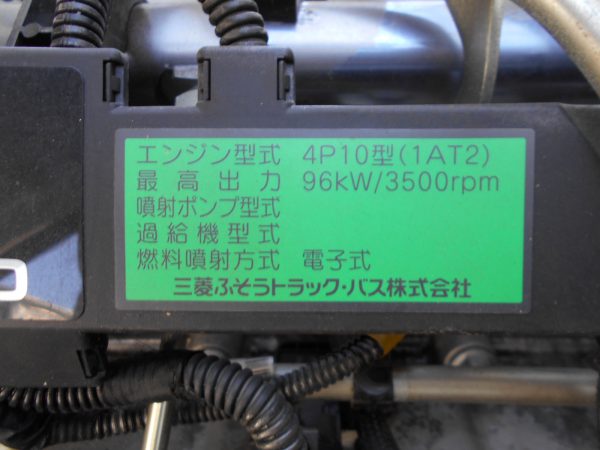 エンジン型式 4P10型(1AT2)
最高出力 96kW/3500rpm
噴射ポンプ型式
過給機型式
燃料噴射方式 電子式
三菱ふそうトラック・バス株式会社